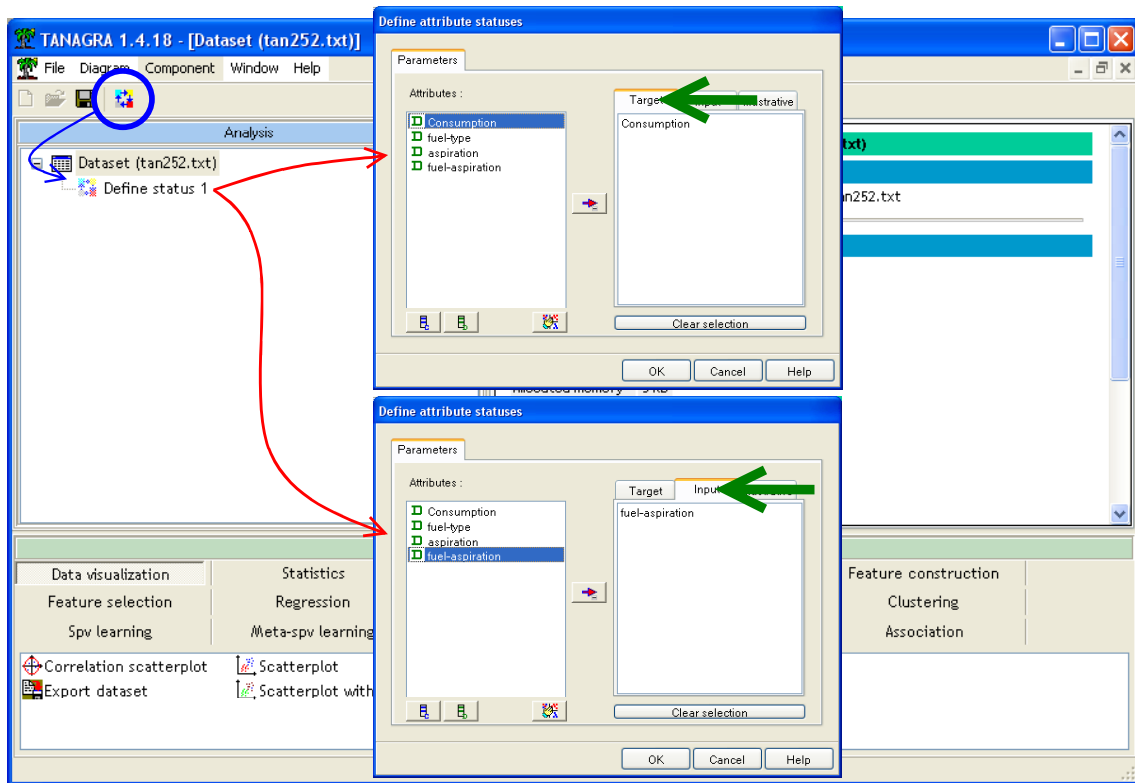 TANAGRA 1.4.18 - [Dataset (tan252.txt)]
File Diagram Component Window Help
Analysis
Dataset (tan252.txt)
Define status 1
Define attribute statuses
Parameters
Attributes :
Consumption
fuel-type
aspiration
fuel-aspiration
Target
Consumption
Clear selection
OK Cancel Help
txt)
an252.txt
Define attribute statuses
Parameters
Attributes :
Consumption
fuel-type
aspiration
fuel-aspiration
Target Input
fuel-aspiration
Clear selection
OK Cancel Help
Data visualization Statistics Feature construction
Feature selection Regression Clustering
Spv learning Meta-spv learning Association
Correlation scatterplot Scatterplot
Export dataset Scatterplot with